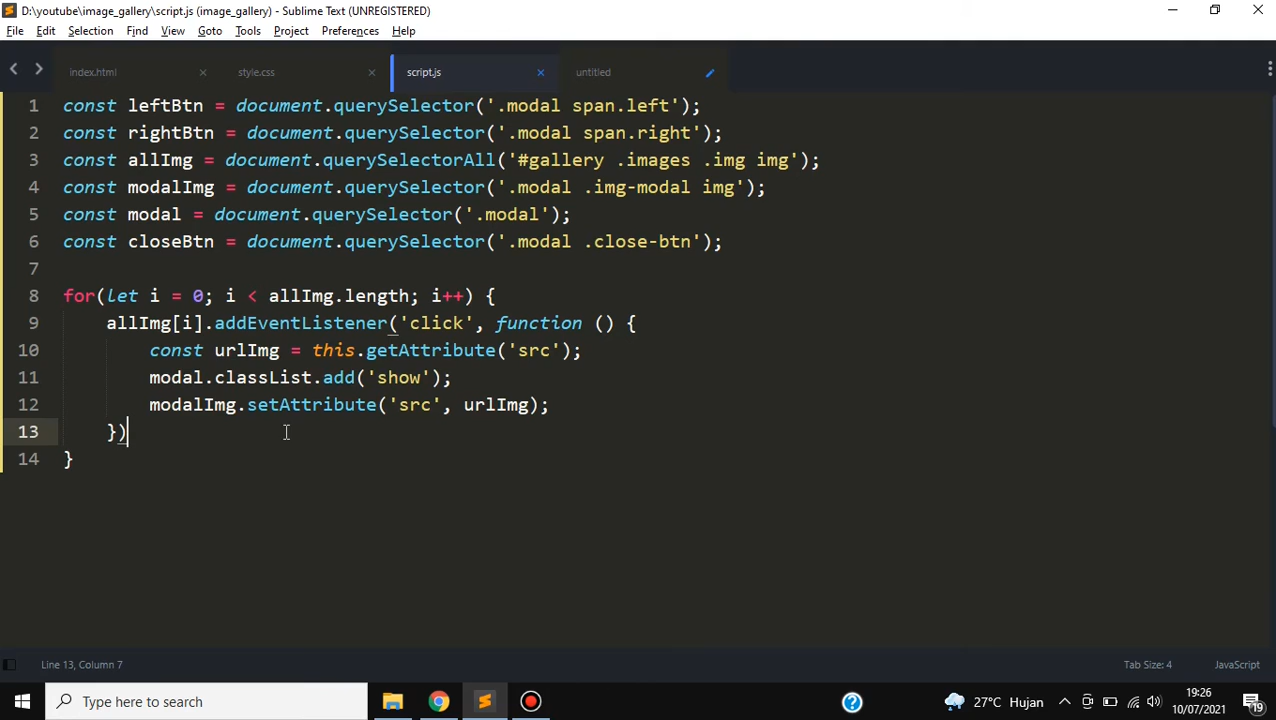 D:\youtube\image_gallery\script.js (image_gallery) - Sublime Text (UNREGISTERED)
File Edit Selection Find View Goto Tools Project Preferences Help
index.html style.css script.js untitled
1 const leftBtn = document.querySelector('.modal span.left');
2 const rightBtn = document.querySelector('.modal span.right');
3 const allImg = document.querySelectorAll('#gallery .images .img img');
4 const modalImg = document.querySelector('.modal .img-modal img');
5 const modal = document.querySelector('.modal');
6 const closeBtn = document.querySelector('.modal .close-btn');
7
8 for(let i = 0; i < allImg.length; i++) {
9 allImg[i].addEventListener('click', function () {
10 const urlImg = this.getAttribute('src');
11 modal.classList.add('show');
12 modalImg.setAttribute('src', urlImg);
13 })
14 }
Line 13, Column 7 Tab Size: 4 JavaScript
Type here to search 27°C Hujan 19:26
10/07/2021 19